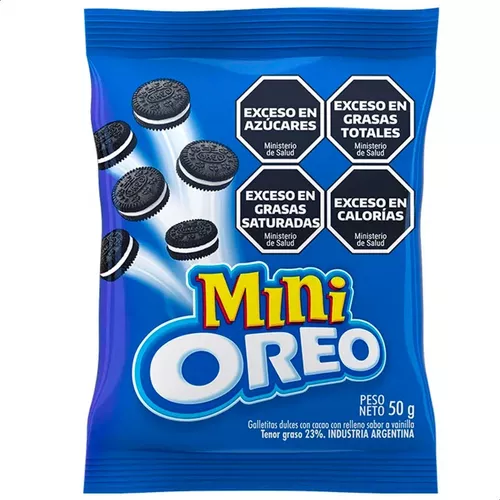 EXCESO EN
AZÚCARES
Ministerio
de Salud
EXCESO EN
GRASAS
TOTALES
Ministerio
de Salud
EXCESO EN
GRASAS
SATURADAS
Ministerio
de Salud
EXCESO EN
CALORÍAS
Ministerio
de Salud
MINI
OREO
PESO
NETO 50 g
Galletitas dulces con cacao con relleno sabor a vainilla
Tenor graso 23%. INDUSTRIA ARGENTINA